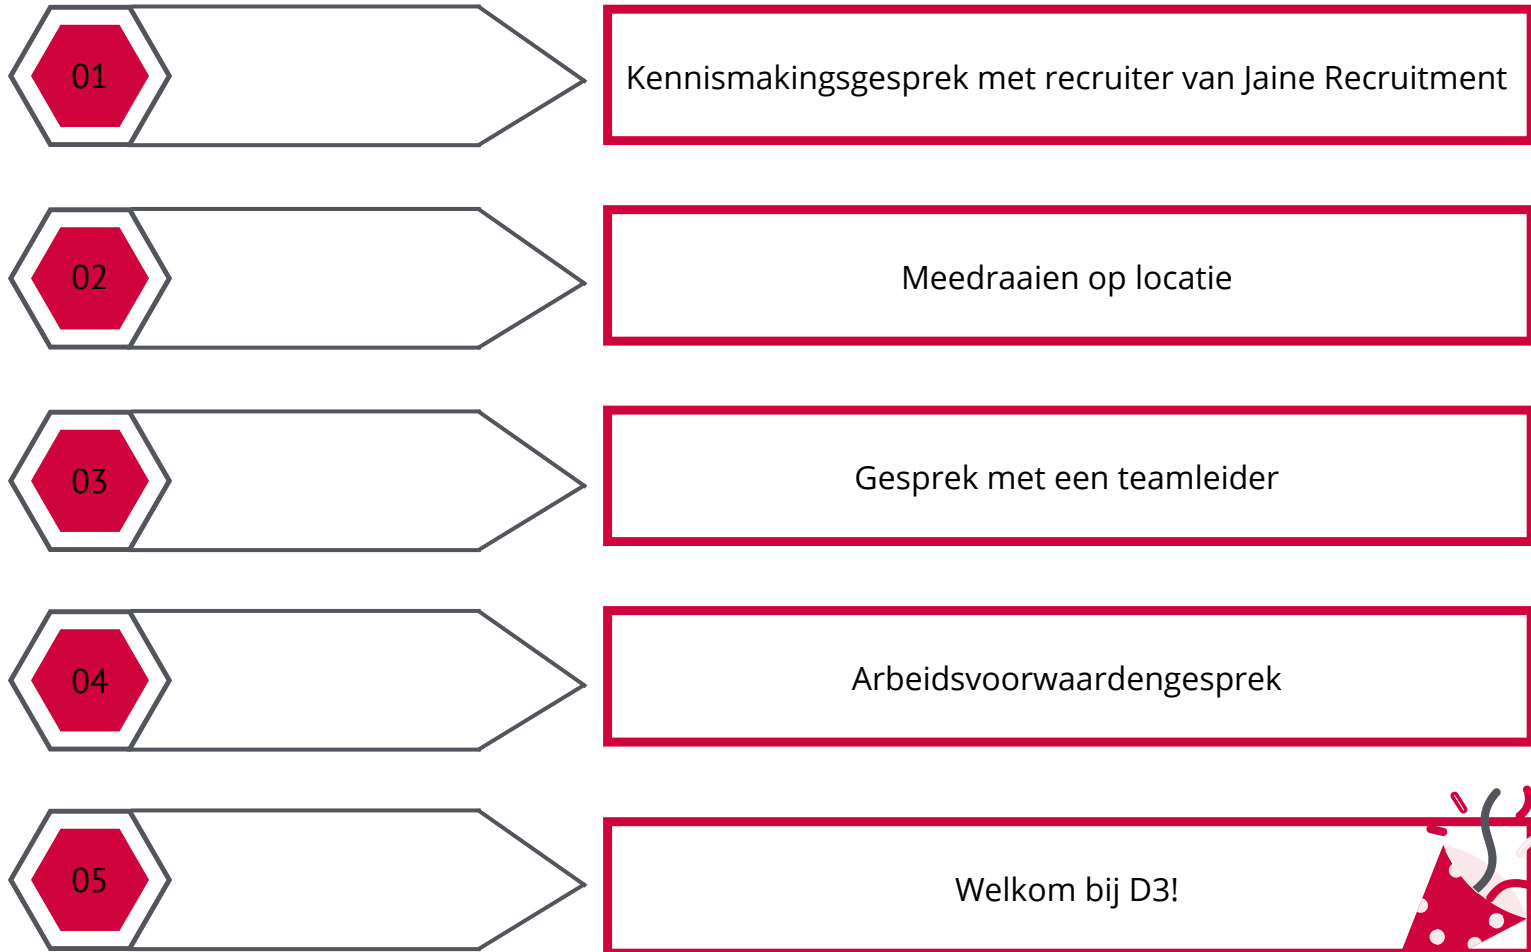 01
Kennismakingsgesprek met recruiter van Jaine Recruitment
02
Meedraaien op locatie
03
Gesprek met een teamleider
04
Arbeidsvoorwaardengesprek
05
Welkom bij D3!